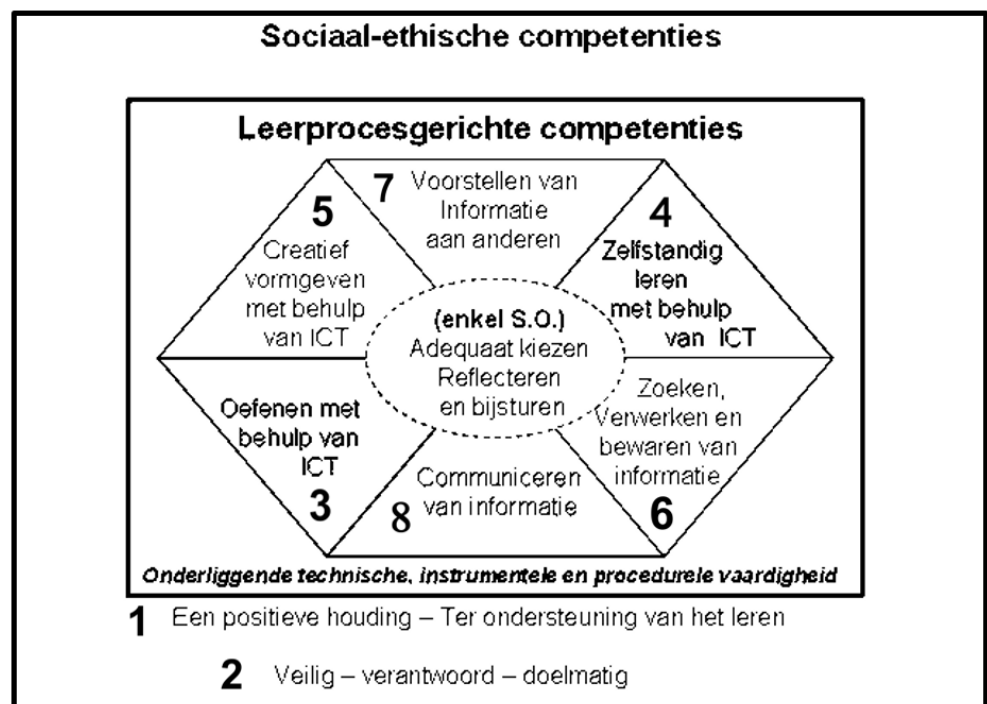 Sociaal-ethische competenties
Leerprocesgerichte competenties
7
Voorstellen van
Informatie
aan anderen
5
Creatief
vormgeven
met behulp
van ICT
4
Zelfstandig
leren
met behulp
van ICT
(enkel S.O.)
Adequaat kiezen
Reflecteren
en bijsturen
Oefenen met
behulp van
ICT
3
Communiceren
van informatie
8
Zoeken,
Verwerken en
bewaren van
informatie
6
Onderliggende technische, instrumentele en procedurele vaardigheid
1 Een positieve houding – Ter ondersteuning van het leren
2 Veilig – verantwoord – doelmatig